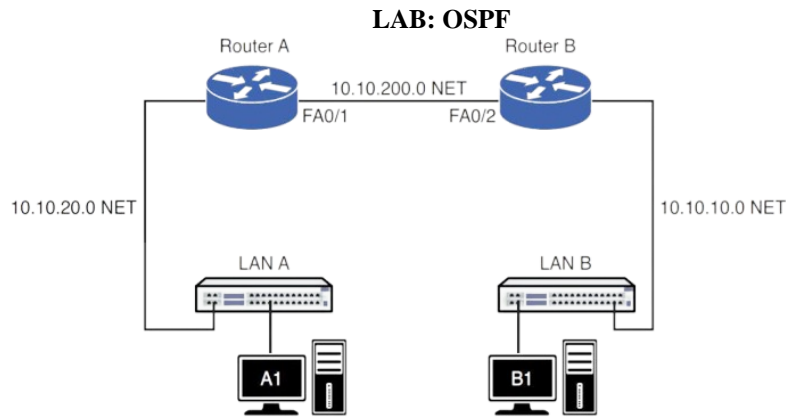 LAB: OSPF
Router A
Router B
10.10.200.0 NET
FA0/1
FA0/2
10.10.20.0 NET
10.10.10.0 NET
LAN A
LAN B
A1
B1